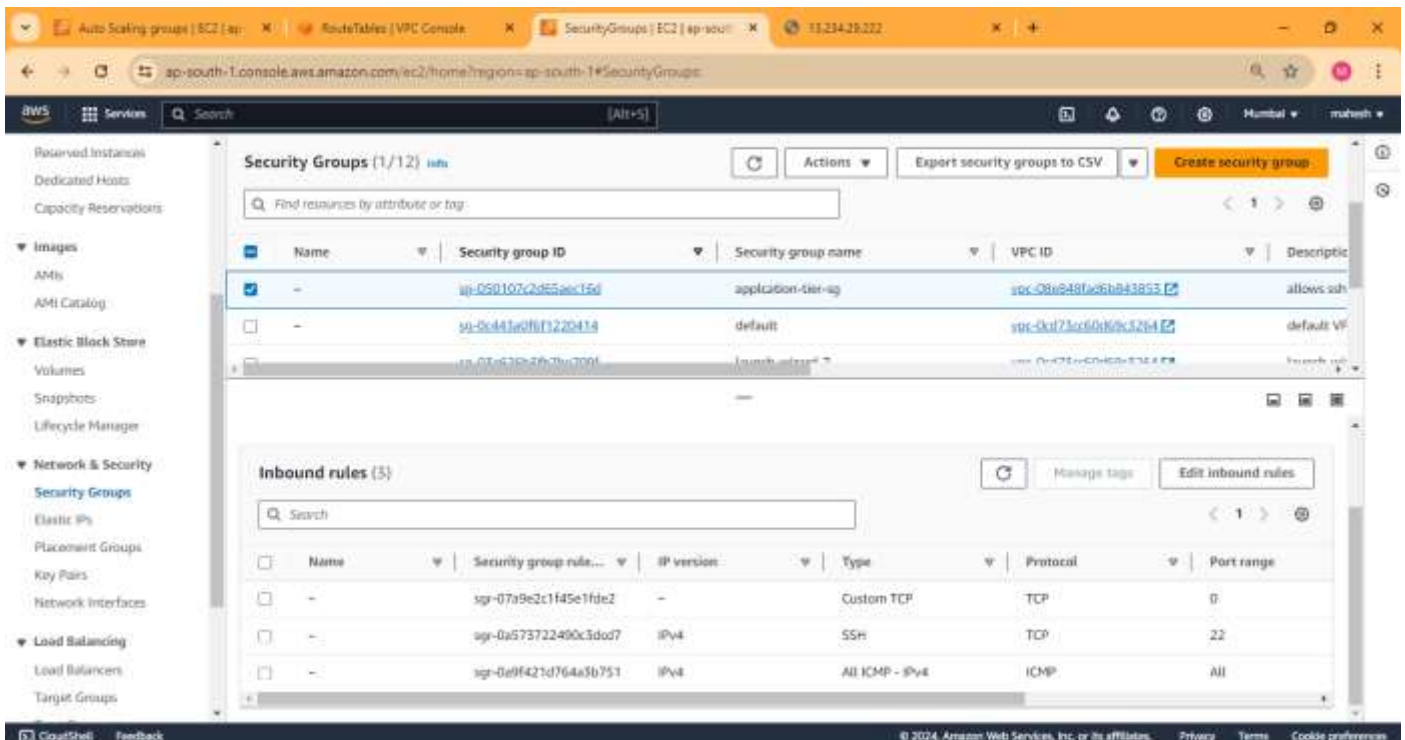 Auto Scaling groups | EC2 | ap-
RouteTables | VPC Console
SecurityGroups | EC2 | ap-sout
13.234.29.222
ap-south-1.console.aws.amazon.com/ec2/home?region=ap-south-1#SecurityGroups:
aws
Services
Search
[Alt+S]
Mumbai
mahesh
Reserved Instances
Dedicated Hosts
Capacity Reservations
Images
AMIs
AMI Catalog
Elastic Block Store
Volumes
Snapshots
Lifecycle Manager
Network & Security
Security Groups
Elastic IPs
Placement Groups
Key Pairs
Network Interfaces
Load Balancing
Load Balancers
Target Groups
Security Groups (1/12) Info
Actions
Export security groups to CSV
Create security group
Find resources by attribute or tag
1
Name Security group ID Security group name VPC ID Descriptio
– sg-050107c2d65aec16d applcation-tier-sg allows ssh
– default default VP
Inbound rules (3)
Manage tags
Edit inbound rules
Search
1
Name Security group rule... IP version Type Protocol Port range
– sgr-07a9e2c1f45e1fde2 – Custom TCP TCP 0
– IPv4 SSH TCP 22
– sgr-0a9f421d764a3b751 IPv4 All ICMP - IPv4 ICMP All
CloudShell Feedback © 2024, Amazon Web Services, Inc. or its affiliates. Privacy Terms Cookie preferences